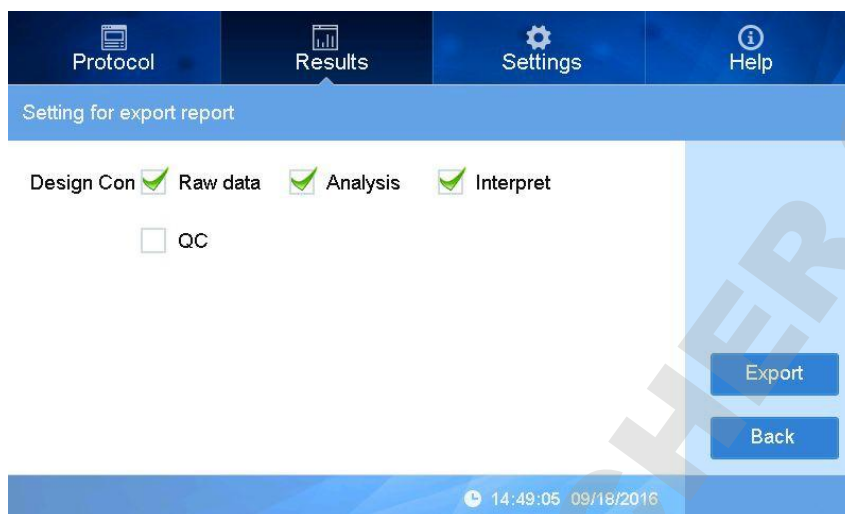 Protocol Results Settings Help
Setting for export report
Design Con Raw data Analysis Interpret
QC
Export
Back
14:49:05 09/18/2016